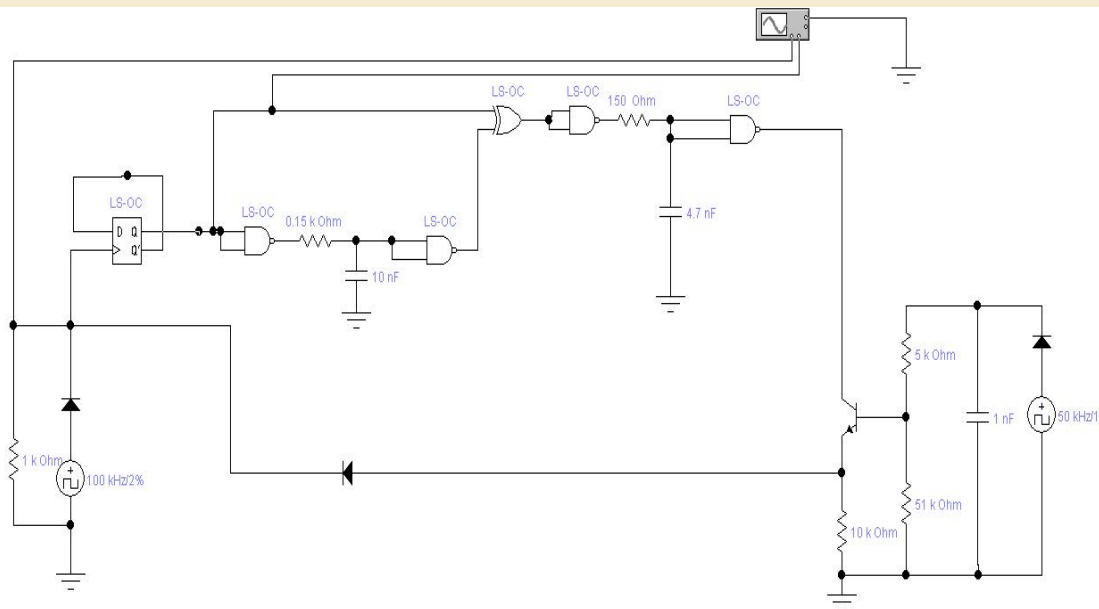 LS-OC
LS-OC
150 Ohm
LS-OC
LS-OC
D Q
Q'
LS-OC
0.15 k Ohm
LS-OC
10 nF
4.7 nF
5 k Ohm
1 nF
50 kHz/1
1 k Ohm
100 kHz/2%
51 k Ohm
10 k Ohm